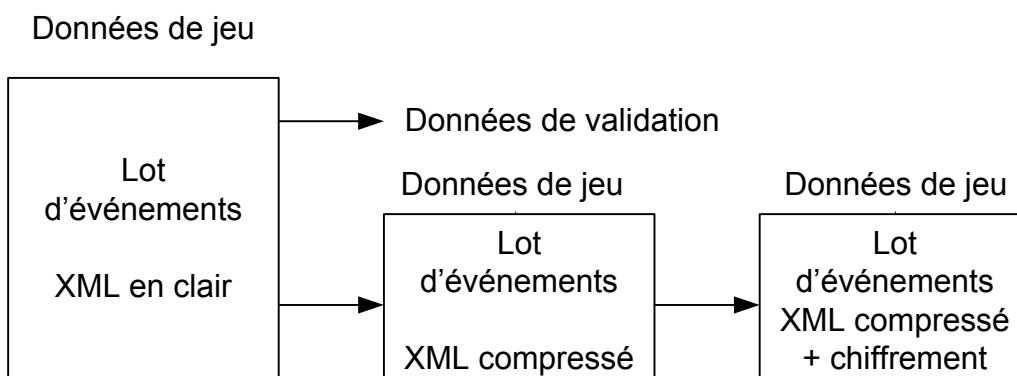 Données de jeu
Lot
d’événements
XML en clair
Données de validation
Données de jeu
Lot
d’événements
XML compressé
Données de jeu
Lot
d’événements
XML compressé
+ chiffrement